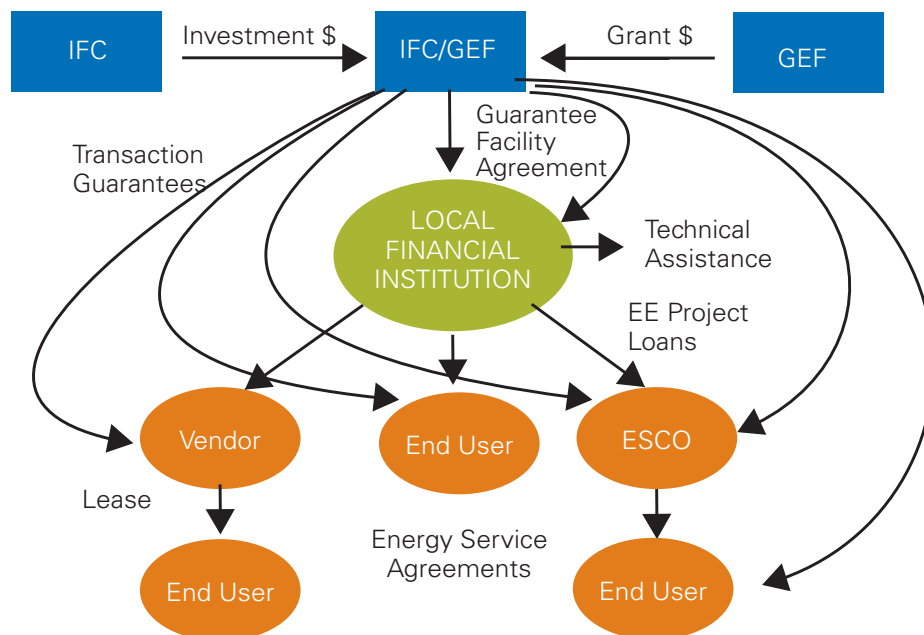 IFC
Investment $
IFC/GEF
Grant $
GEF
Transaction
Guarantees
Guarantee
Facility
Agreement
LOCAL
FINANCIAL
INSTITUTION
Technical
Assistance
EE Project
Loans
Vendor
End User
ESCO
Lease
Energy Service
Agreements
End User
End User